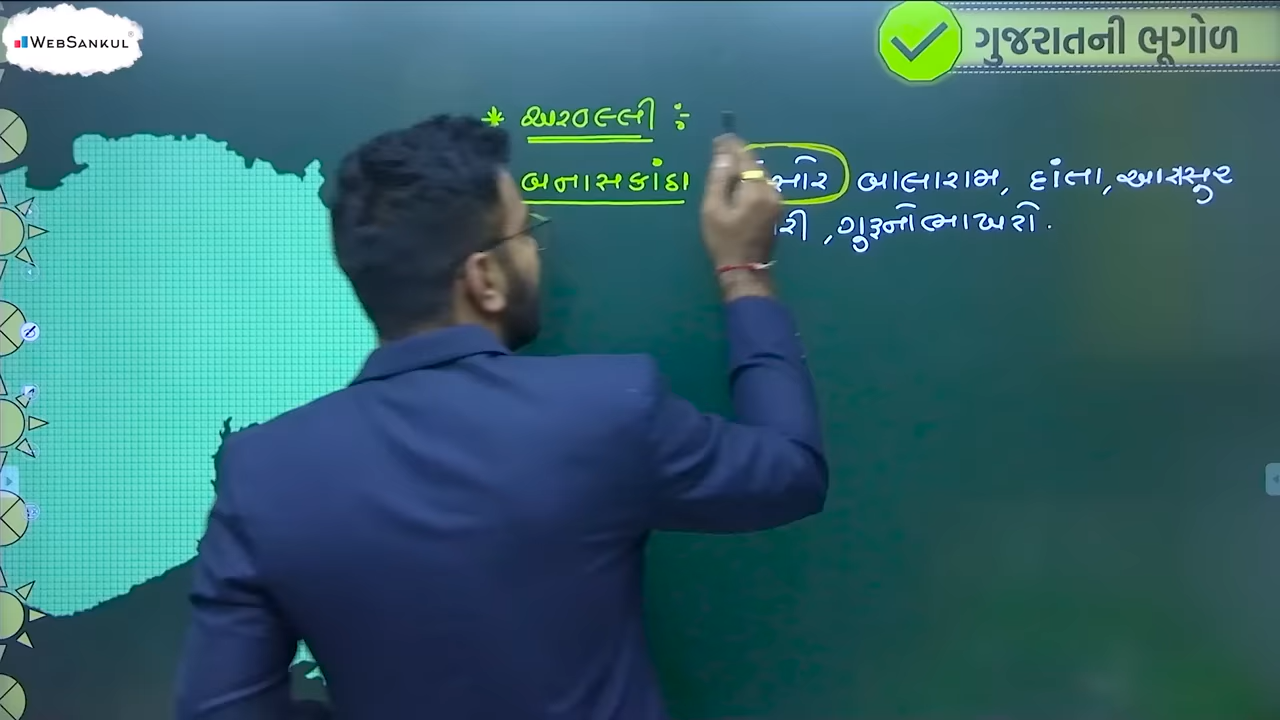 WEBSANKUL
ગુજરાતની ભૂગોળ
* અરવલ્લી :-
બનાસકાંઠા બાલારામ, દાંતા, આરાસુર
, ગુરૂનો ભાખરો.